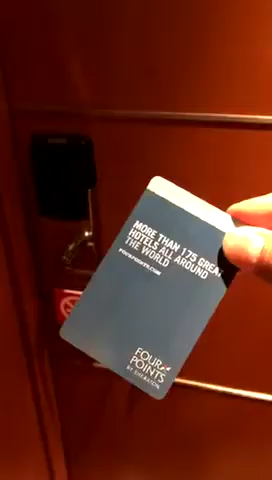 MORE THAN 175 GREAT
HOTELS ALL AROUND
THE WORLD
FOURPOINTS.COM
FOUR
POINTS
BY SHERATON